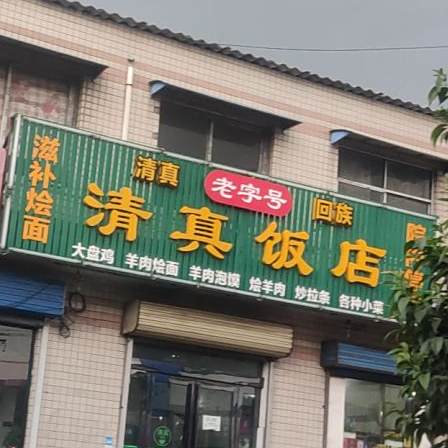 滋补烩面
清真
老字号
回族
清真饭店
大盘鸡 羊肉烩面 羊肉泡馍 烩羊肉 炒拉条 各种小菜